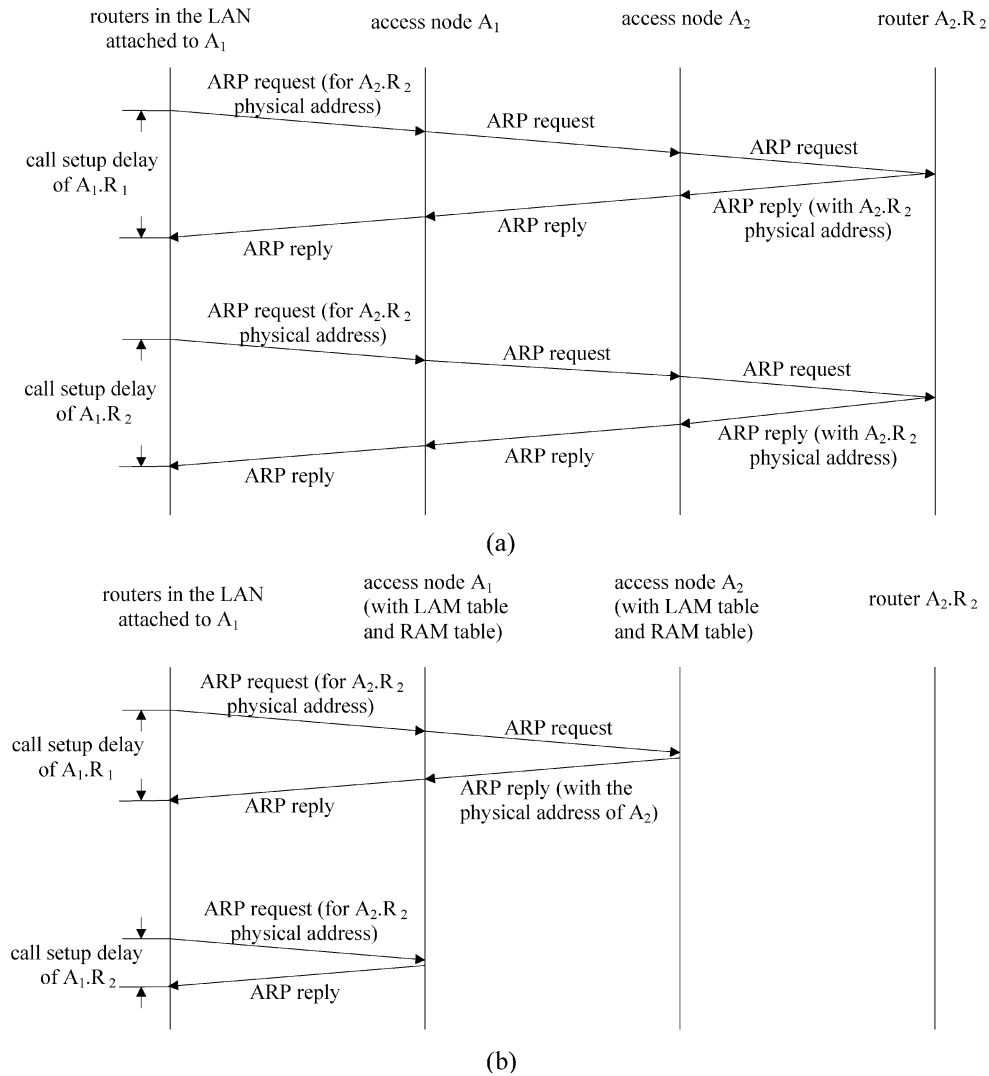 routers in the LAN
attached to A₁
access node A₁
access node A₂
router A₂.R₂
ARP request (for A₂.R₂
physical address)
ARP request
ARP request
call setup delay
of A₁.R₁
ARP reply (with A₂.R₂
physical address)
ARP reply
ARP reply
ARP request (for A₂.R₂
physical address)
ARP request
ARP request
call setup delay
of A₁.R₂
ARP reply (with A₂.R₂
physical address)
ARP reply
ARP reply
(a)
routers in the LAN
attached to A₁
access node A₁
(with LAM table
and RAM table)
access node A₂
(with LAM table
and RAM table)
router A₂.R₂
ARP request (for A₂.R₂
physical address)
ARP request
call setup delay
of A₁.R₁
ARP reply (with the
physical address of A₂)
ARP reply
ARP request (for A₂.R₂
physical address)
call setup delay
of A₁.R₂
ARP reply
(b)